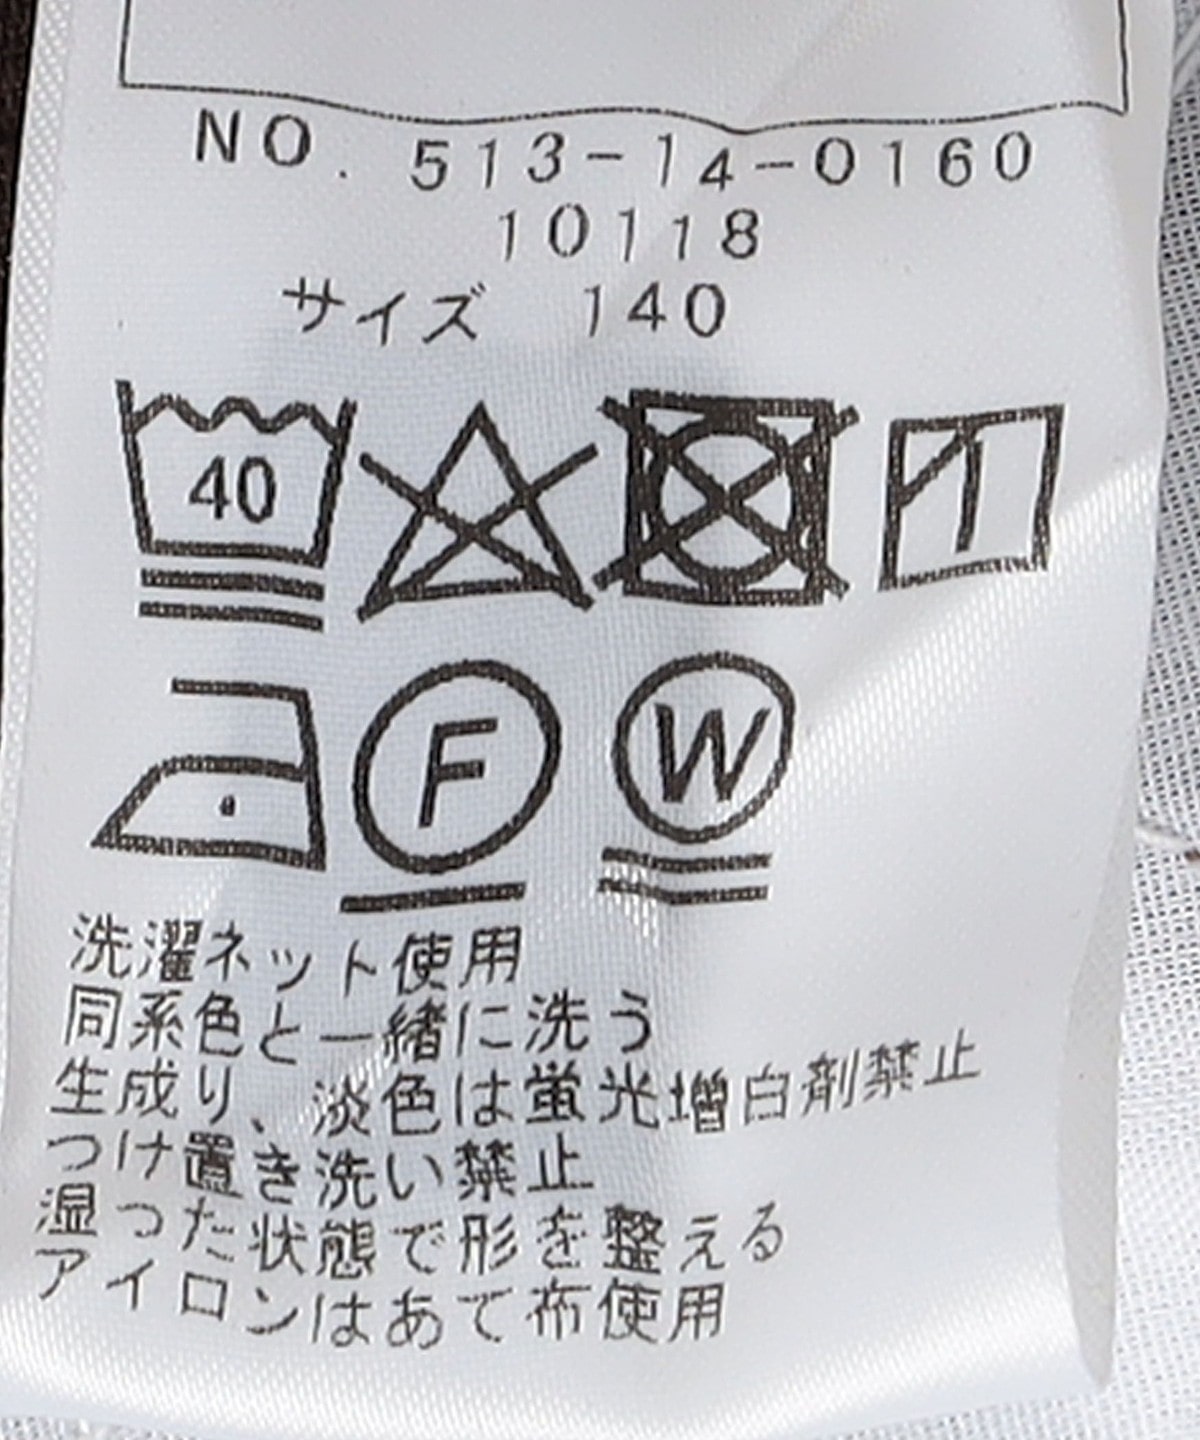 NO. 513-14-0160
10118
サイズ 140
40
F W
洗濯ネット使用
同系色と一緒に洗う
生成り、淡色は蛍光増白剤禁止
つけ置き洗い禁止
湿った状態で形を整える
アイロンはあて布使用